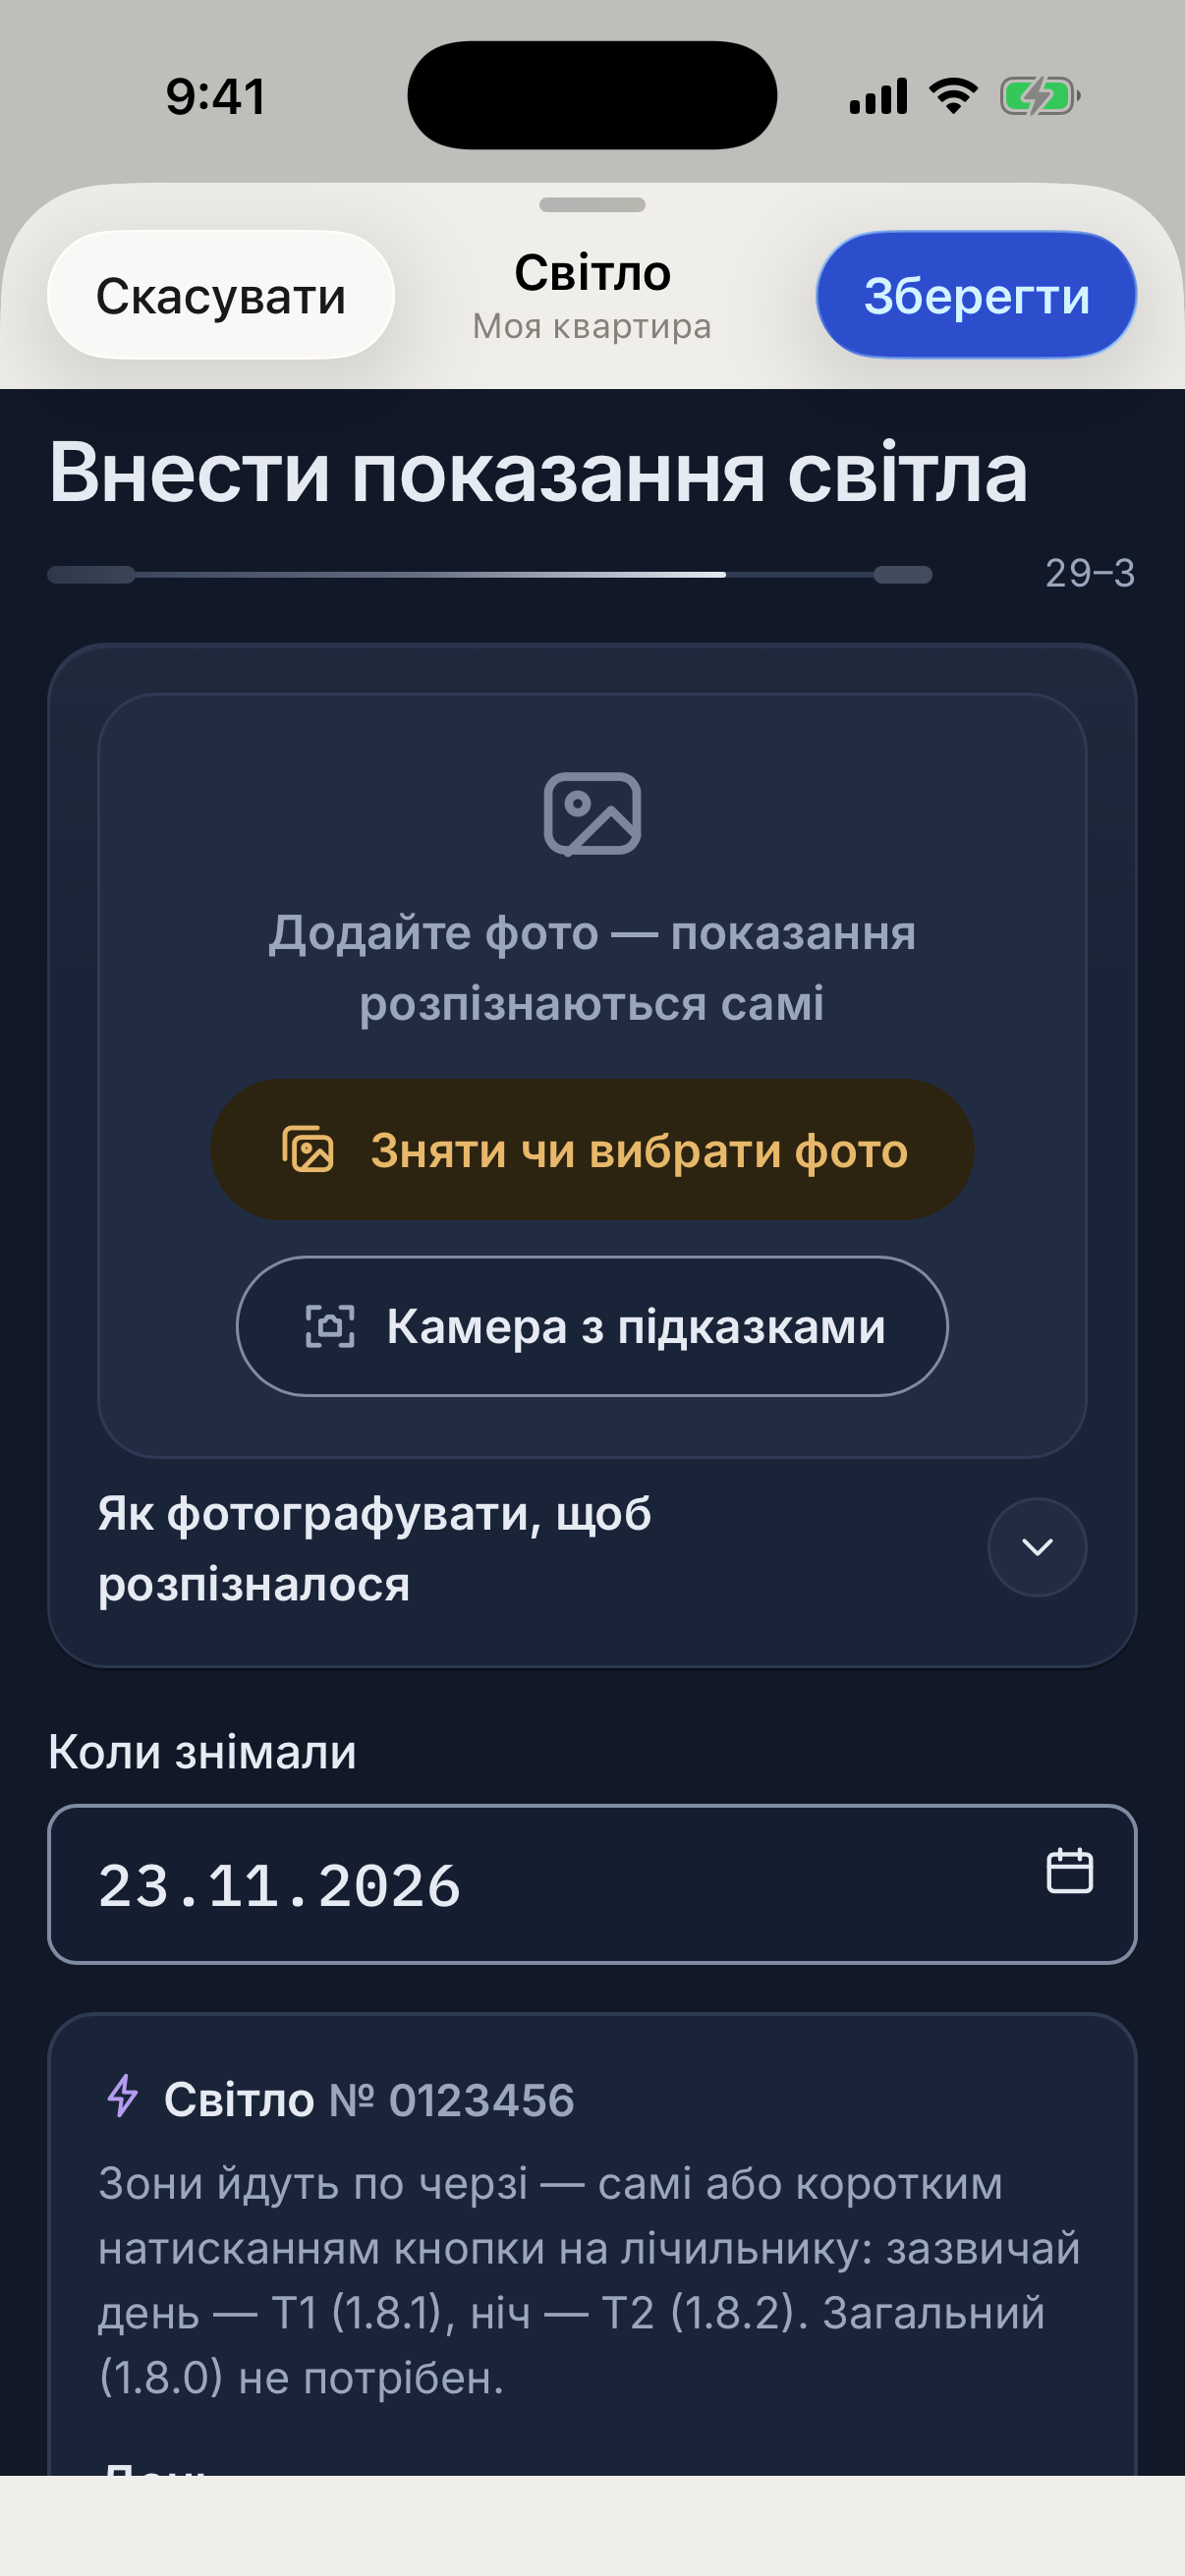 9:41
Скасувати
Світло
Моя квартира
Зберегти
Внести показання світла
29–3
Додайте фото — показання
розпізнаються самі
Зняти чи вибрати фото
Камера з підказками
Як фотографувати, щоб
розпізналося
Коли знімали
23.11.2026
Світло № 0123456
Зони йдуть по черзі — самі або коротким
натисканням кнопки на лічильнику: зазвичай
день — Т1 (1.8.1), ніч — Т2 (1.8.2). Загальний
(1.8.0) не потрібен.